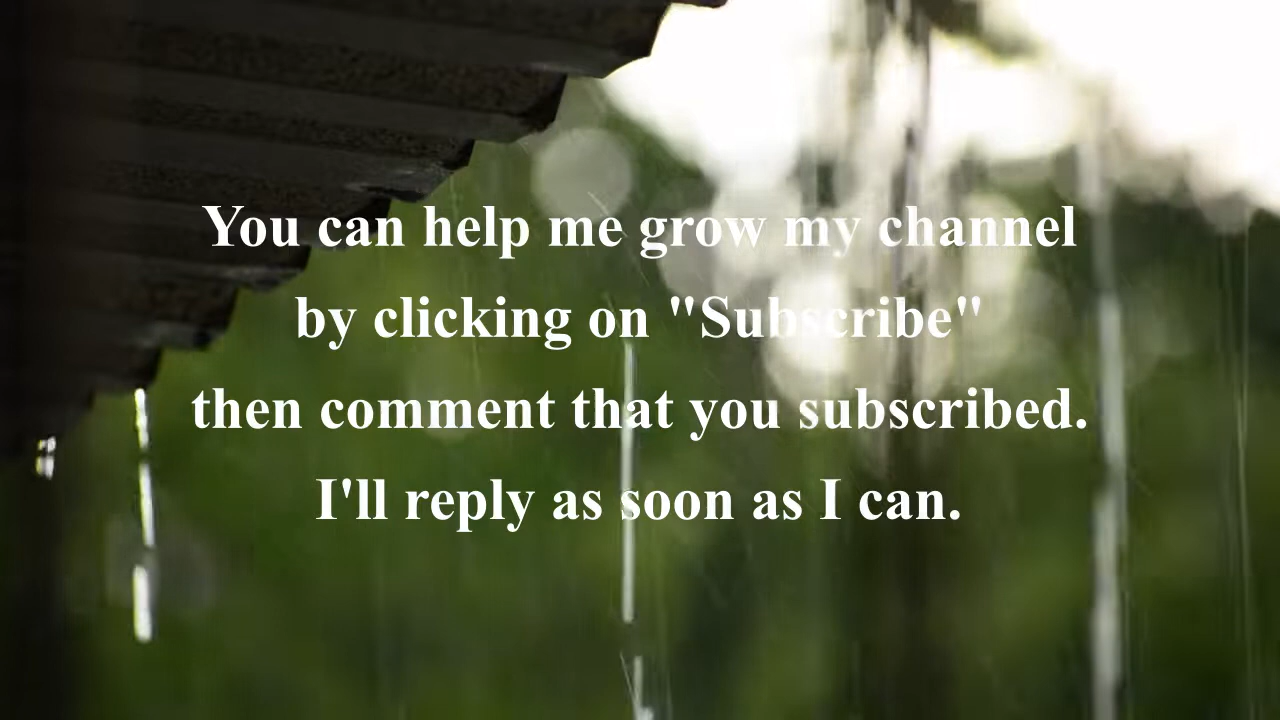 You can help me grow my channel
by clicking on "Subscribe"
then comment that you subscribed.
I'll reply as soon as I can.